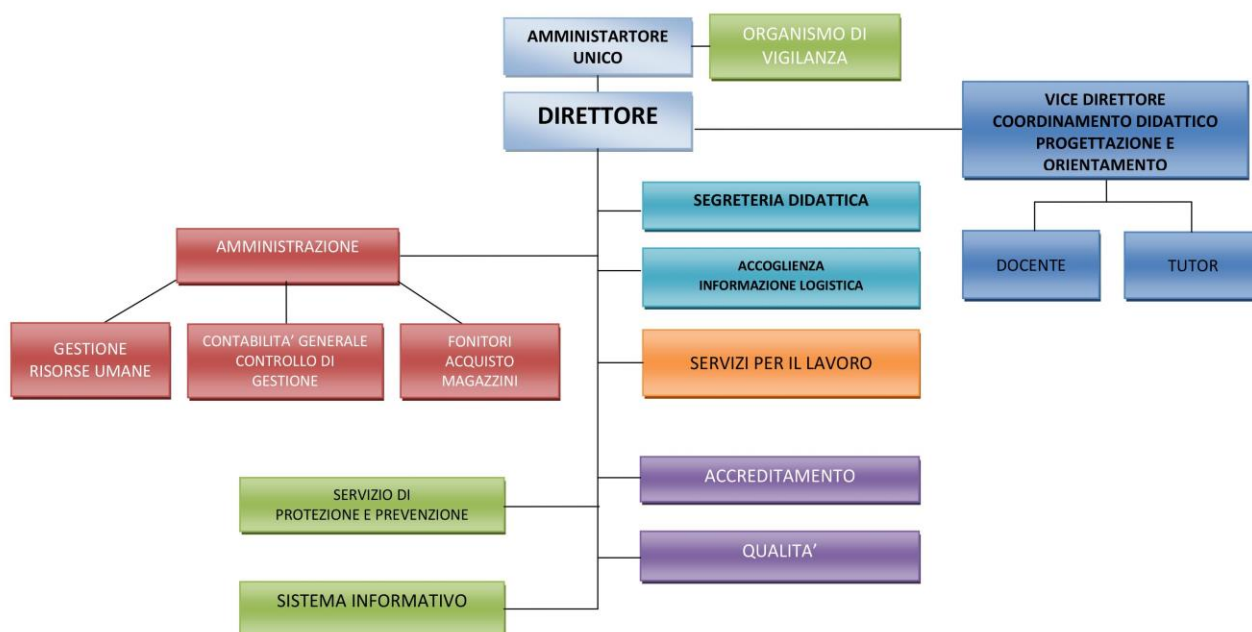 AMMINISTARTORE
UNICO
ORGANISMO DI
VIGILANZA
DIRETTORE
VICE DIRETTORE
COORDINAMENTO DIDATTICO
PROGETTAZIONE E
ORIENTAMENTO
SEGRETERIA DIDATTICA
AMMINISTRAZIONE
ACCOGLIENZA
INFORMAZIONE LOGISTICA
DOCENTE
TUTOR
GESTIONE
RISORSE UMANE
CONTABILITA’ GENERALE
CONTROLLO DI
GESTIONE
FONITORI
ACQUISTO
MAGAZZINI
SERVIZI PER IL LAVORO
ACCREDITAMENTO
SERVIZIO DI
PROTEZIONE E PREVENZIONE
QUALITA’
SISTEMA INFORMATIVO